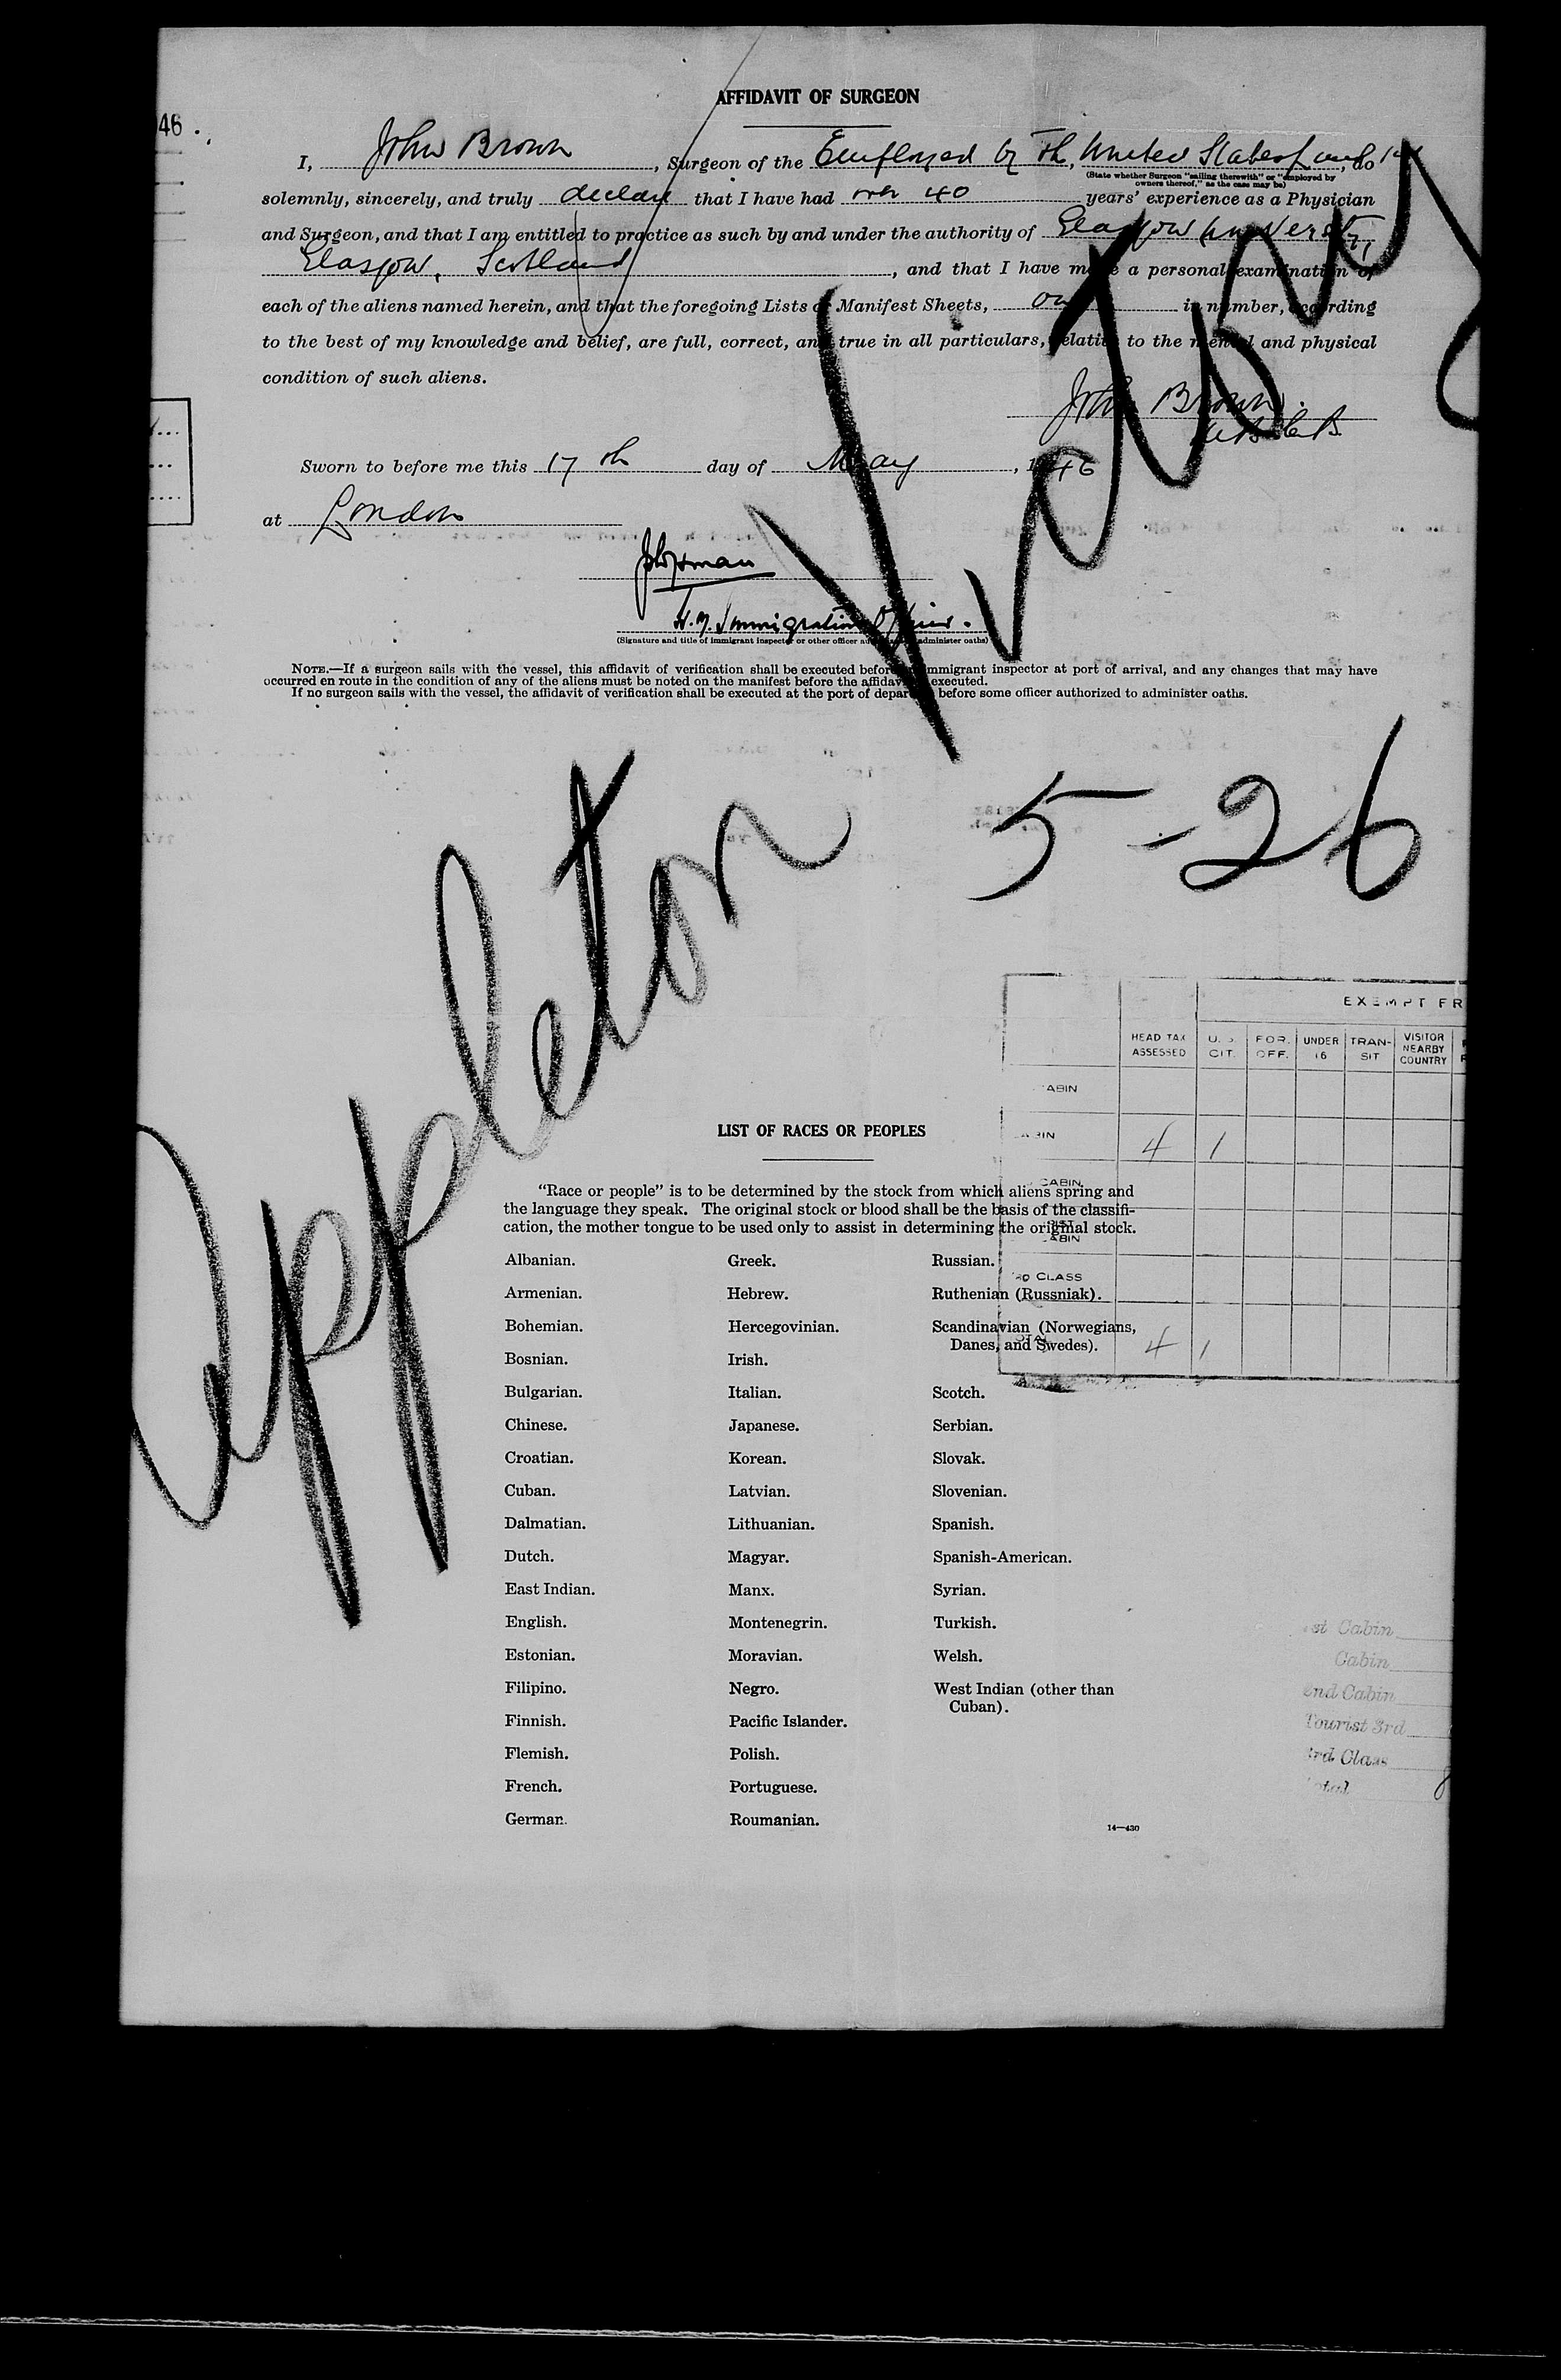 AFFIDAVIT OF SURGEON
46
I, John Brown, Surgeon of the Employed by The United States Lines, do
(State whether Surgeon "sailing therewith" or "employed by
owners thereof," as the case may be)
solemnly, sincerely, and truly declare that I have had over 40 years' experience as a Physician
and Surgeon, and that I am entitled to practice as such by and under the authority of Glasgow University,
Glasgow, Scotland, and that I have made a personal examination of
each of the aliens named herein, and that the foregoing Lists or Manifest Sheets, one in number, according
to the best of my knowledge and belief, are full, correct, and true in all particulars, relative to the mental and physical
condition of such aliens.
John Brown.
Sworn to before me this 17th day of May, 1946
at London
H.M. Immigration Officer.
(Signature and title of immigrant inspector or other officer authorized to administer oaths)
NOTE.—If a surgeon sails with the vessel, this affidavit of verification shall be executed before immigrant inspector at port of arrival, and any changes that may have
occurred en route in the condition of any of the aliens must be noted on the manifest before the affidavit executed.
If no surgeon sails with the vessel, the affidavit of verification shall be executed at the port of departure before some officer authorized to administer oaths.
Appleton Victory
5-26
EXEMPT FR
HEAD TAX ASSESSED U.S. CIT. FOR. OFF. UNDER 16 TRANSIT VISITOR NEARBY COUNTRY
CABIN
CABIN 4 1
CABIN
CABIN
3RD CLASS
TOTAL 4 1
LIST OF RACES OR PEOPLES
"Race or people" is to be determined by the stock from which aliens spring and
the language they speak. The original stock or blood shall be the basis of the classifi-
cation, the mother tongue to be used only to assist in determining the original stock.
Albanian. Greek. Russian.
Armenian. Hebrew. Ruthenian (Russniak).
Bohemian. Hercegovinian. Scandinavian (Norwegians,
Danes, and Swedes).
Bosnian. Irish.
Bulgarian. Italian. Scotch.
Chinese. Japanese. Serbian.
Croatian. Korean. Slovak.
Cuban. Latvian. Slovenian.
Dalmatian. Lithuanian. Spanish.
Dutch. Magyar. Spanish-American.
East Indian. Manx. Syrian.
English. Montenegrin. Turkish.
Estonian. Moravian. Welsh.
Filipino. Negro. West Indian (other than
Cuban).
Finnish. Pacific Islander.
Flemish. Polish.
French. Portuguese.
German. Roumanian.
1st Cabin
Cabin
2nd Cabin
Tourist 3rd
3rd Class
Total
14—430